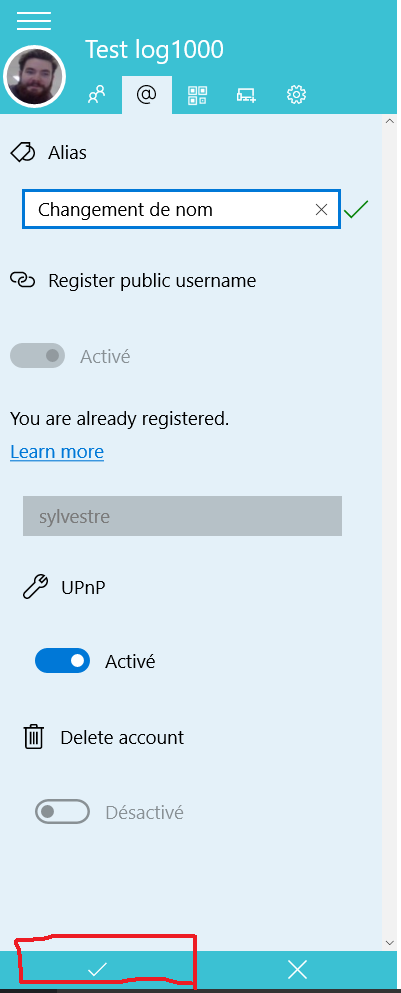 Test log1000
@
Alias
Changement de nom
Register public username
Activé
You are already registered.
Learn more
sylvestre
UPnP
Activé
Delete account
Désactivé